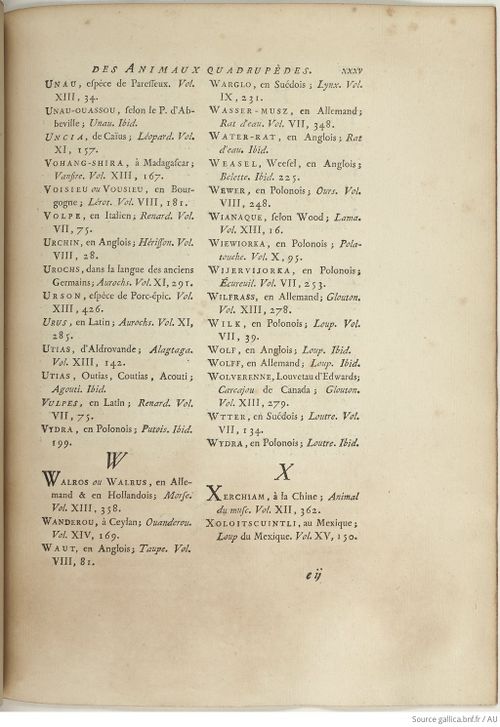 DES ANIMAUX QUADRUPÈDES. xxxv
UNAU, espéce de Paresseux. Vol.
XIII, 34.
UNAU-OUASSOU, selon le P. d'Ab-
beville; Unau. Ibid.
UNCIA, de Caïus; Léopard. Vol.
XI, 157.
VOHANG-SHIRA, à Madagascar;
Vansire. Vol. XIII, 167.
VOISIEU ou VOUSIEU, en Bour-
gogne; Lérot. Vol. VIII, 181.
VOLPE, en Italien; Renard. Vol.
VII, 75.
URCHIN, en Anglois; Hérisson. Vol.
VIII, 28.
UROCHS, dans la langue des anciens
Germains; Aurochs. Vol. XI, 291.
URSON, espéce de Porc-épic. Vol.
XIII, 426.
URUS, en Latin; Aurochs. Vol. XI,
285.
UTIAS, d'Aldrovande; Alagtaga.
Vol. XIII, 142.
UTIAS, Outias, Coutias, Acouti;
Agouti. Ibid.
VULPES, en Latin; Renard. Vol.
VII, 75.
VYDRA, en Polonois; Putois. Ibid.
199.
W
WALROS ou WALRUS, en Alle-
mand & en Hollandois; Morse.
Vol. XIII, 358.
WANDEROU, à Ceylan; Ouanderou.
Vol. XIV, 169.
WAUT, en Anglois; Taupe. Vol.
VIII, 81.
WARGLO, en Suédois; Lynx. Vol.
IX, 231.
WASSER-MUSZ, en Allemand;
Rat d'eau. Vol. VII, 348.
WATER-RAT, en Anglois; Rat
d'eau. Ibid.
WEASEL, Weesel, en Anglois;
Belette. Ibid. 225.
WEWER, en Polonois; Ours. Vol.
VIII, 248.
WIANAQUE, selon Wood; Lama.
Vol. XIII, 16.
WIEWIORKA, en Polonois; Pola-
touche. Vol. X, 95.
WIJERVIJORKA, en Polonois;
Écureuil. Vol. VII, 253.
WILFRASS, en Allemand; Glouton.
Vol. XIII, 278.
WILK, en Polonois; Loup. Vol.
VII, 39.
WOLF, en Anglois; Loup. Ibid.
WOLFF, en Allemand; Loup. Ibid.
WOLVERENNE, Louvetau d'Edwards;
Carcajou de Canada; Glouton.
Vol. XIII, 279.
WTTER, en Suédois; Loutre. Vol.
VII, 134.
WYDRA, en Polonois; Loutre. Ibid.
X
XERCHIAM, à la Chine; Animal
du musc. Vol. XII, 362.
XOLOITSCUINTLI, au Mexique;
Loup du Mexique. Vol. XV, 150.
e ij
Source gallica.bnf.fr / AU